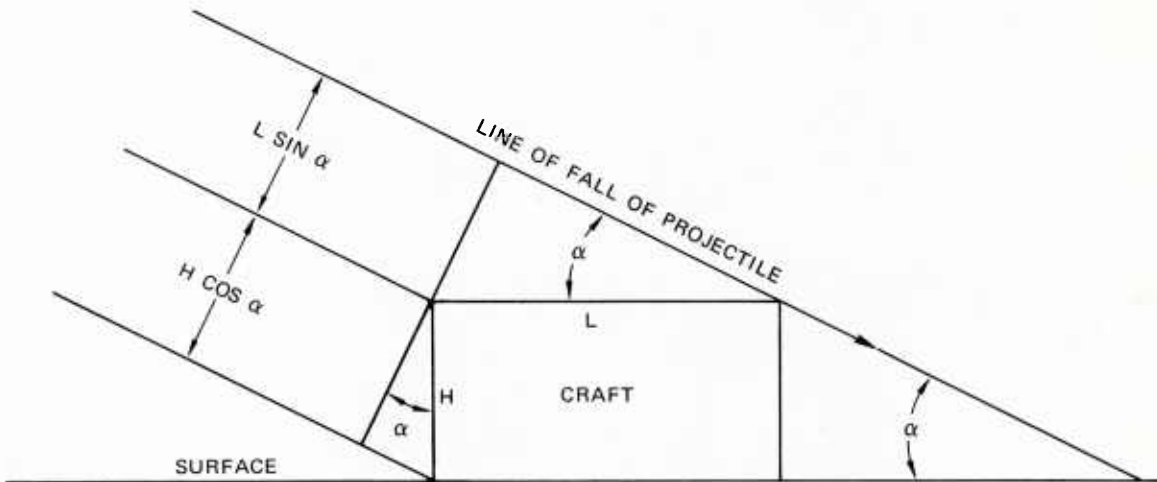 L SIN α
LINE OF FALL OF PROJECTILE
H COS α
α
L
H
CRAFT
α
α
SURFACE